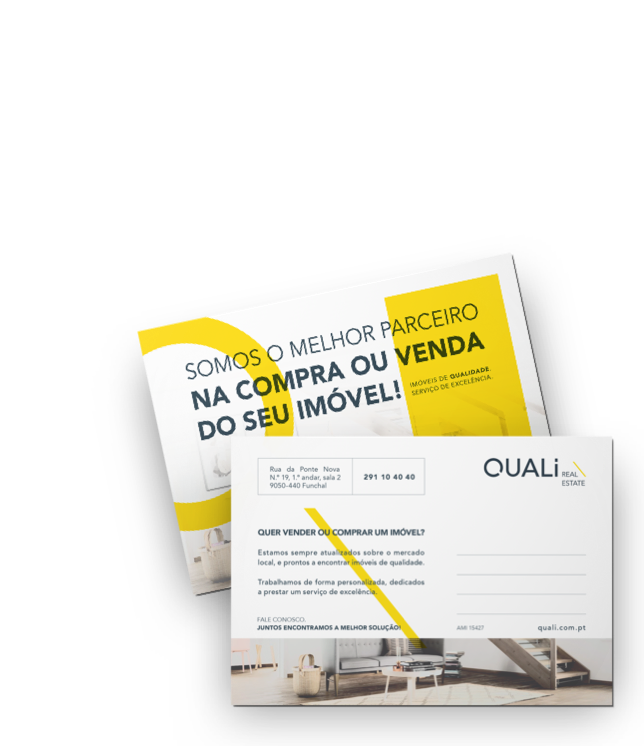 SOMOS O MELHOR PARCEIRO
NA COMPRA OU VENDA
DO SEU IMÓVEL!
IMÓVEIS DE QUALIDADE.
SERVIÇO DE EXCELÊNCIA.
Rua da Ponte Nova
N.º 19, 1.º andar, sala 2
9050-440 Funchal
291 10 40 40
QUALi REAL
ESTATE
QUER VENDER OU COMPRAR UM IMÓVEL?
Estamos sempre atualizados sobre o mercado
local, e prontos a encontrar imóveis de qualidade.
Trabalhamos de forma personalizada, dedicados
a prestar um serviço de excelência.
FALE CONOSCO,
JUNTOS ENCONTRAMOS A MELHOR SOLUÇÃO!
AMI 15427
quali.com.pt